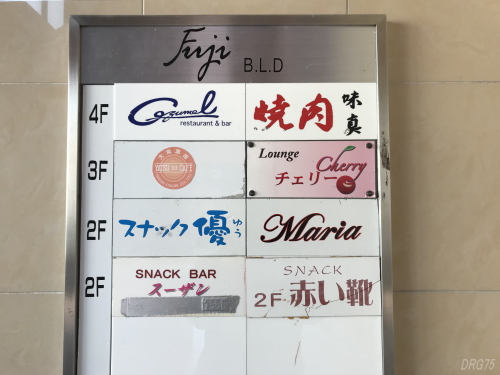 Fuji B.L.D
4F
Cozumel
restaurant & bar
焼肉 味真
3F
Lounge
Cherry
チェリー
2F
スナック 優
ゆう
Maria
2F
SNACK BAR
スーザン
SNACK
2F 赤い靴
DRG75